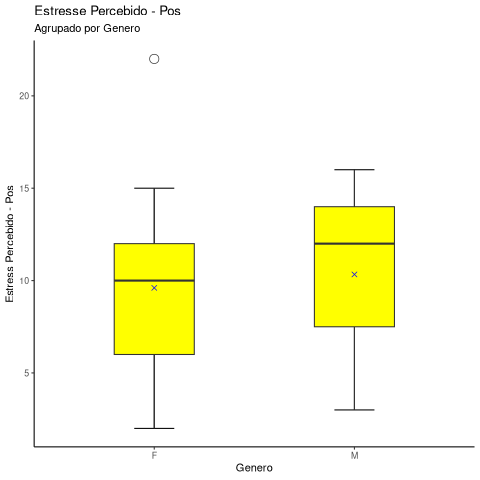 Estresse Percebido - Pos
Agrupado por Genero
Estress Percebido - Pos
20
15
10
5
F
M
Genero